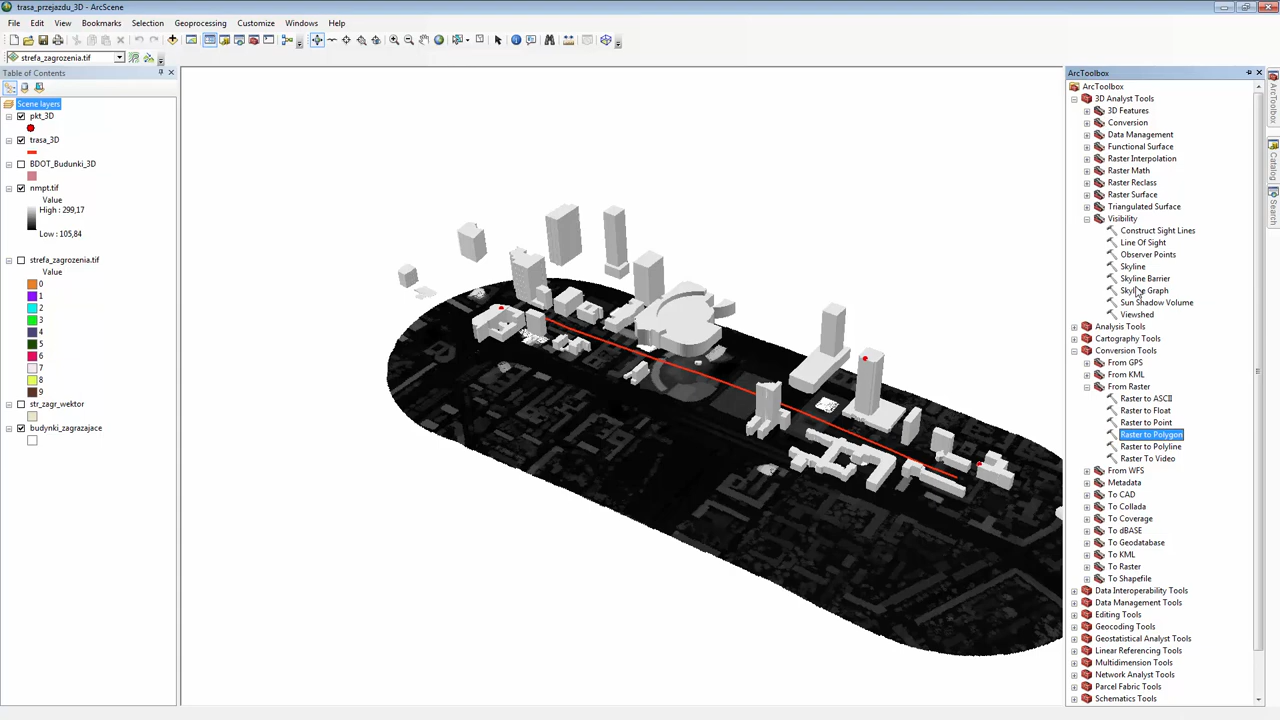 trasa_przejazdu_3D - ArcScene
File Edit View Bookmarks Selection Geoprocessing Customize Windows Help
strefa_zagrozenia.tif
Table Of Contents
Scene layers
pkt_3D
trasa_3D
BDOT_Budunki_3D
nmpt.tif
Value
High : 299,17
Low : 105,84
strefa_zagrozenia.tif
Value
0
1
2
3
4
5
6
7
8
9
str_zagr_wektor
budynki_zagrazajace
ArcToolbox
ArcToolbox
3D Analyst Tools
3D Features
Conversion
Data Management
Functional Surface
Raster Interpolation
Raster Math
Raster Reclass
Raster Surface
Triangulated Surface
Visibility
Construct Sight Lines
Line Of Sight
Observer Points
Skyline
Skyline Barrier
Skyline Graph
Sun Shadow Volume
Viewshed
Analysis Tools
Cartography Tools
Conversion Tools
From GPS
From KML
From Raster
Raster to ASCII
Raster to Float
Raster to Point
Raster to Polygon
Raster to Polyline
Raster To Video
From WFS
Metadata
To CAD
To Collada
To Coverage
To dBASE
To Geodatabase
To KML
To Raster
To Shapefile
Data Interoperability Tools
Data Management Tools
Editing Tools
Geocoding Tools
Geostatistical Analyst Tools
Linear Referencing Tools
Multidimension Tools
Network Analyst Tools
Parcel Fabric Tools
Schematics Tools
ArcToolbox
Catalog
Search